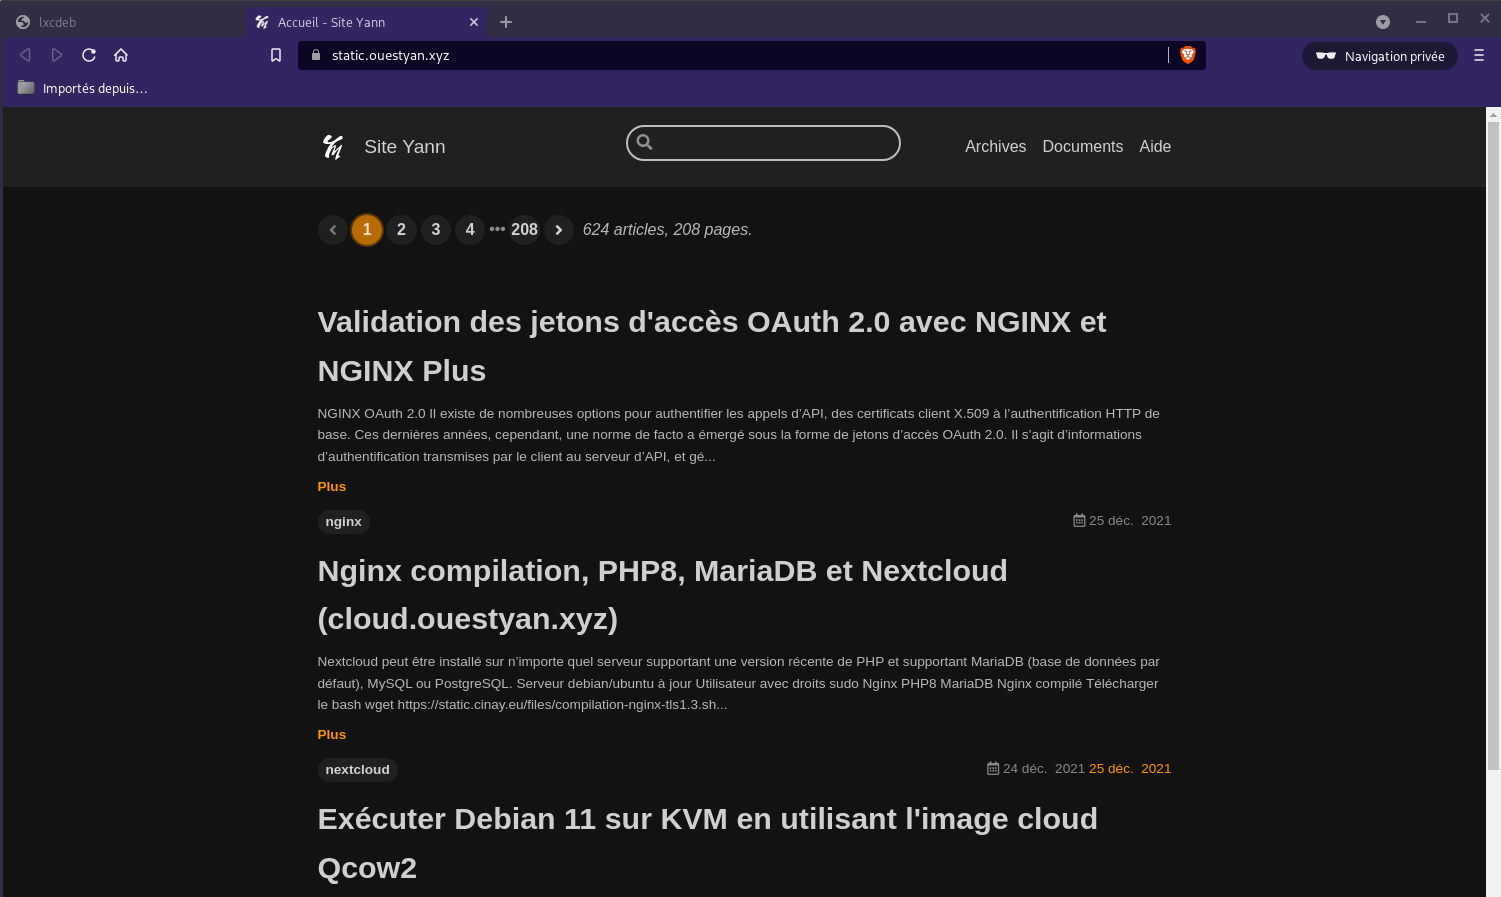 lxcdeb
Accueil - Site Yann
static.ouestyan.xyz
Navigation privée
Importés depuis…
Site Yann
Archives Documents Aide
1 2 3 4 ••• 208 624 articles, 208 pages.
Validation des jetons d'accès OAuth 2.0 avec NGINX et
NGINX Plus
NGINX OAuth 2.0 Il existe de nombreuses options pour authentifier les appels d’API, des certificats client X.509 à l’authentification HTTP de
base. Ces dernières années, cependant, une norme de facto a émergé sous la forme de jetons d’accès OAuth 2.0. Il s’agit d’informations
d’authentification transmises par le client au serveur d’API, et gé...
Plus
nginx 25 déc. 2021
Nginx compilation, PHP8, MariaDB et Nextcloud
(cloud.ouestyan.xyz)
Nextcloud peut être installé sur n’importe quel serveur supportant une version récente de PHP et supportant MariaDB (base de données par
défaut), MySQL ou PostgreSQL. Serveur debian/ubuntu à jour Utilisateur avec droits sudo Nginx PHP8 MariaDB Nginx compilé Télécharger
le bash wget https://static.cinay.eu/files/compilation-nginx-tls1.3.sh...
Plus
nextcloud 24 déc. 2021 25 déc. 2021
Exécuter Debian 11 sur KVM en utilisant l'image cloud
Qcow2